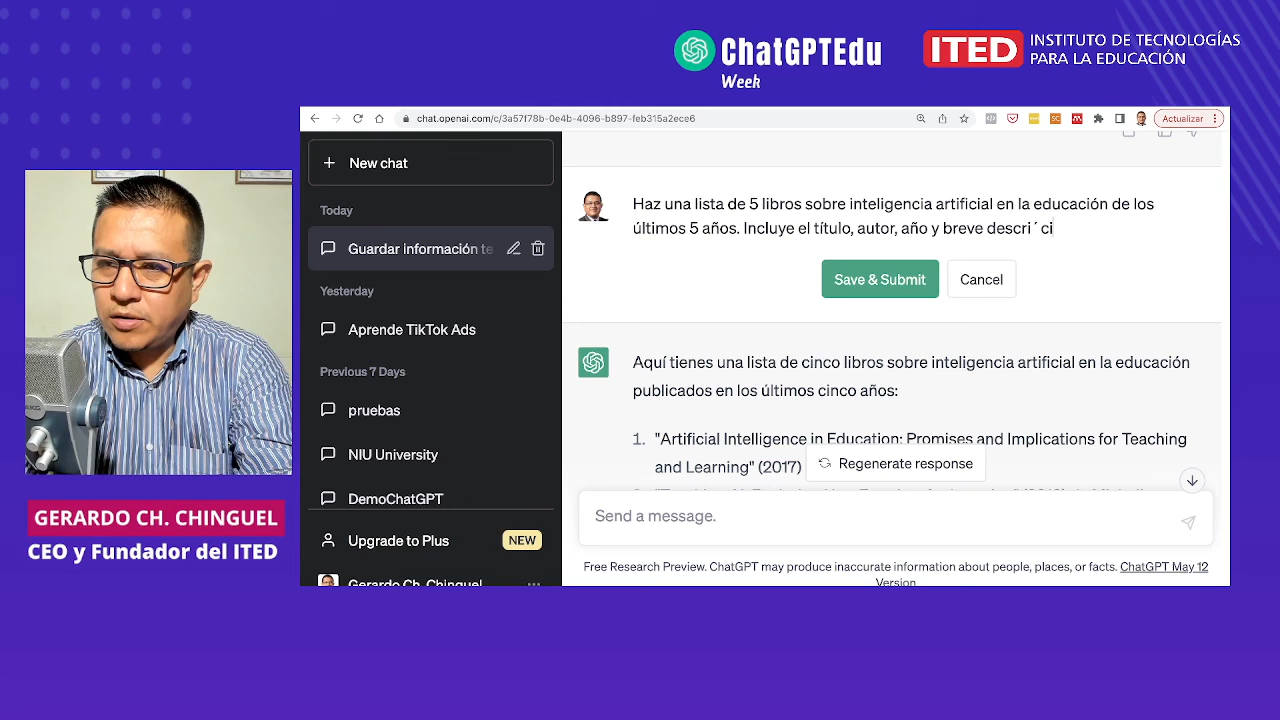 ChatGPTEdu
Week
ITED
INSTITUTO DE TECNOLOGÍAS
PARA LA EDUCACIÓN
chat.openai.com/c/3a57f78b-0e4b-4096-b897-feb315a2ece6
Actualizar
New chat
Today
Guardar información te
Yesterday
Aprende TikTok Ads
Previous 7 Days
pruebas
NIU University
DemoChatGPT
Upgrade to Plus
NEW
Gerardo Ch. Chinguel
Haz una lista de 5 libros sobre inteligencia artificial en la educación de los
últimos 5 años. Incluye el título, autor, año y breve descri´ci
Save & Submit
Cancel
Aquí tienes una lista de cinco libros sobre inteligencia artificial en la educación
publicados en los últimos cinco años:
1. "Artificial Intelligence in Education: Promises and Implications for Teaching
and Learning" (2017)
Regenerate response
Send a message.
Free Research Preview. ChatGPT may produce inaccurate information about people, places, or facts. ChatGPT May 12
Version
GERARDO CH. CHINGUEL
CEO y Fundador del ITED